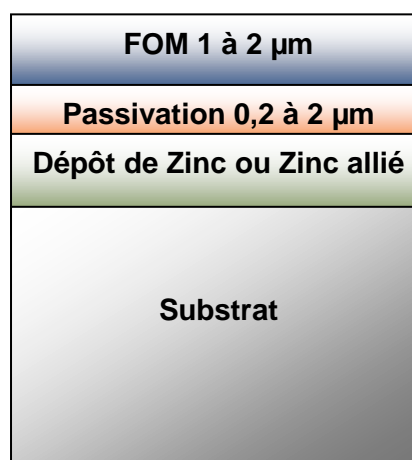 FOM 1 à 2 µm
Passivation 0,2 à 2 µm
Dépôt de Zinc ou Zinc allié
Substrat